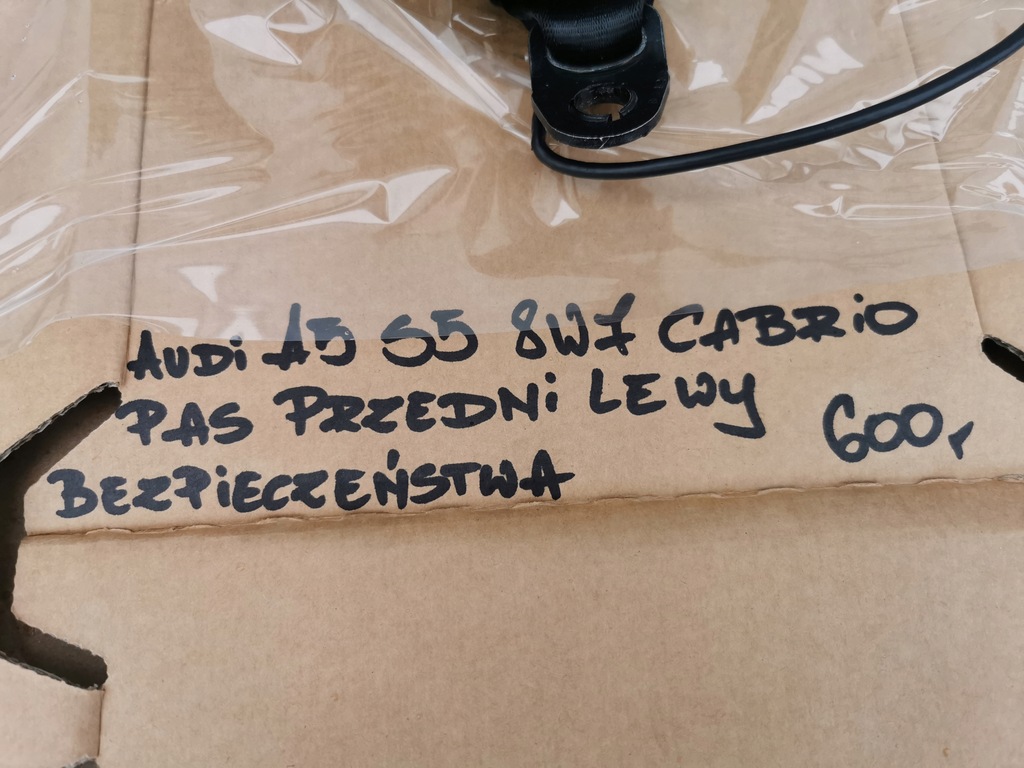 AUDi A5 S5 8W7 CABRiO
PAS PRZEDNi LEWY
600,-
BEZPiECZEŃSTWA